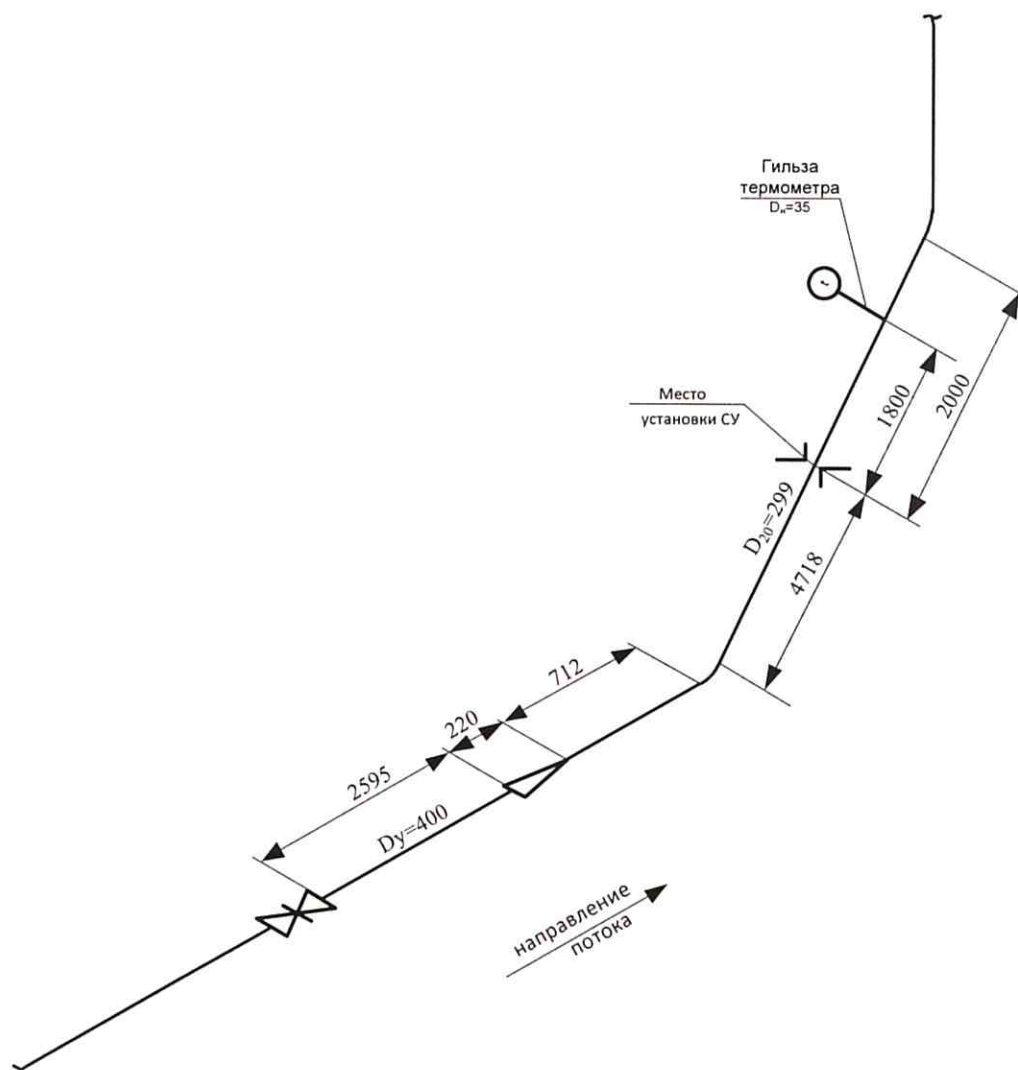 Гильза
термометра
Dн=35
Место
установки СУ
1800
2000
D20=299
4718
712
220
2595
Dy=400
направление
потока